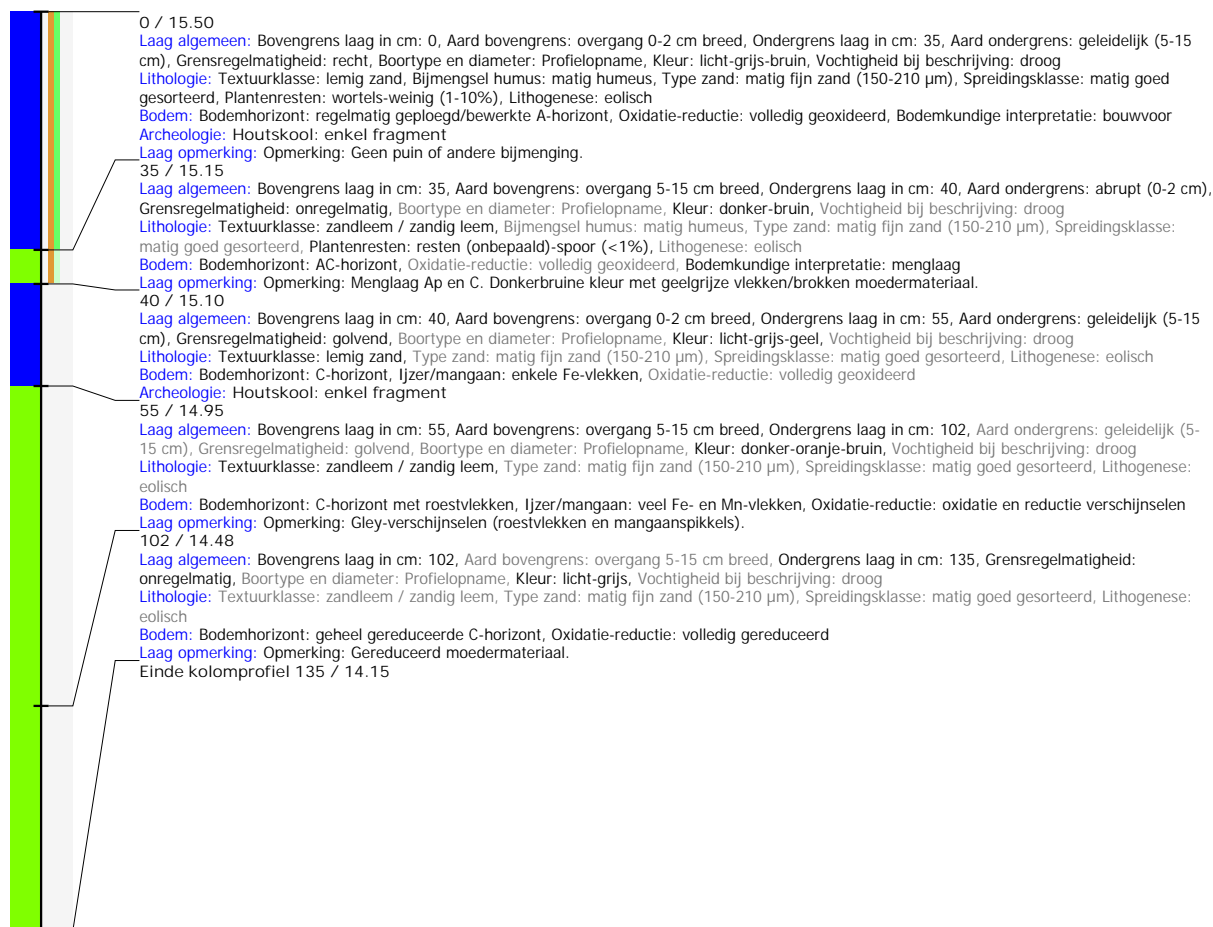 0 / 15.50
Laag algemeen: Bovengrens laag in cm: 0, Aard bovengrens: overgang 0-2 cm breed, Ondergrens laag in cm: 35, Aard ondergrens: geleidelijk (5-15
cm), Grensregelmatigheid: recht, Boortype en diameter: Profielopname, Kleur: licht-grijs-bruin, Vochtigheid bij beschrijving: droog
Lithologie: Textuurklasse: lemig zand, Bijmengsel humus: matig humeus, Type zand: matig fijn zand (150-210 µm), Spreidingsklasse: matig goed
gesorteerd, Plantenresten: wortels-weinig (1-10%), Lithogenese: eolisch
Bodem: Bodemhorizont: regelmatig geploegd/bewerkte A-horizont, Oxidatie-reductie: volledig geoxideerd, Bodemkundige interpretatie: bouwvoor
Archeologie: Houtskool: enkel fragment
Laag opmerking: Opmerking: Geen puin of andere bijmenging.
35 / 15.15
Laag algemeen: Bovengrens laag in cm: 35, Aard bovengrens: overgang 5-15 cm breed, Ondergrens laag in cm: 40, Aard ondergrens: abrupt (0-2 cm),
Grensregelmatigheid: onregelmatig, Boortype en diameter: Profielopname, Kleur: donker-bruin, Vochtigheid bij beschrijving: droog
Lithologie: Textuurklasse: zandleem / zandig leem, Bijmengsel humus: matig humeus, Type zand: matig fijn zand (150-210 µm), Spreidingsklasse:
matig goed gesorteerd, Plantenresten: resten (onbepaald)-spoor (<1%), Lithogenese: eolisch
Bodem: Bodemhorizont: AC-horizont, Oxidatie-reductie: volledig geoxideerd, Bodemkundige interpretatie: menglaag
Laag opmerking: Opmerking: Menglaag Ap en C. Donkerbruine kleur met geelgrijze vlekken/brokken moedermateriaal.
40 / 15.10
Laag algemeen: Bovengrens laag in cm: 40, Aard bovengrens: overgang 0-2 cm breed, Ondergrens laag in cm: 55, Aard ondergrens: geleidelijk (5-15
cm), Grensregelmatigheid: golvend, Boortype en diameter: Profielopname, Kleur: licht-grijs-geel, Vochtigheid bij beschrijving: droog
Lithologie: Textuurklasse: lemig zand, Type zand: matig fijn zand (150-210 µm), Spreidingsklasse: matig goed gesorteerd, Lithogenese: eolisch
Bodem: Bodemhorizont: C-horizont, Ijzer/mangaan: enkele Fe-vlekken, Oxidatie-reductie: volledig geoxideerd
Archeologie: Houtskool: enkel fragment
55 / 14.95
Laag algemeen: Bovengrens laag in cm: 55, Aard bovengrens: overgang 5-15 cm breed, Ondergrens laag in cm: 102, Aard ondergrens: geleidelijk (5-
15 cm), Grensregelmatigheid: golvend, Boortype en diameter: Profielopname, Kleur: donker-oranje-bruin, Vochtigheid bij beschrijving: droog
Lithologie: Textuurklasse: zandleem / zandig leem, Type zand: matig fijn zand (150-210 µm), Spreidingsklasse: matig goed gesorteerd, Lithogenese:
eolisch
Bodem: Bodemhorizont: C-horizont met roestvlekken, Ijzer/mangaan: veel Fe- en Mn-vlekken, Oxidatie-reductie: oxidatie en reductie verschijnselen
Laag opmerking: Opmerking: Gley-verschijnselen (roestvlekken en mangaanspikkels).
102 / 14.48
Laag algemeen: Bovengrens laag in cm: 102, Aard bovengrens: overgang 5-15 cm breed, Ondergrens laag in cm: 135, Grensregelmatigheid:
onregelmatig, Boortype en diameter: Profielopname, Kleur: licht-grijs, Vochtigheid bij beschrijving: droog
Lithologie: Textuurklasse: zandleem / zandig leem, Type zand: matig fijn zand (150-210 µm), Spreidingsklasse: matig goed gesorteerd, Lithogenese:
eolisch
Bodem: Bodemhorizont: geheel gereduceerde C-horizont, Oxidatie-reductie: volledig gereduceerd
Laag opmerking: Opmerking: Gereduceerd moedermateriaal.
Einde kolomprofiel 135 / 14.15